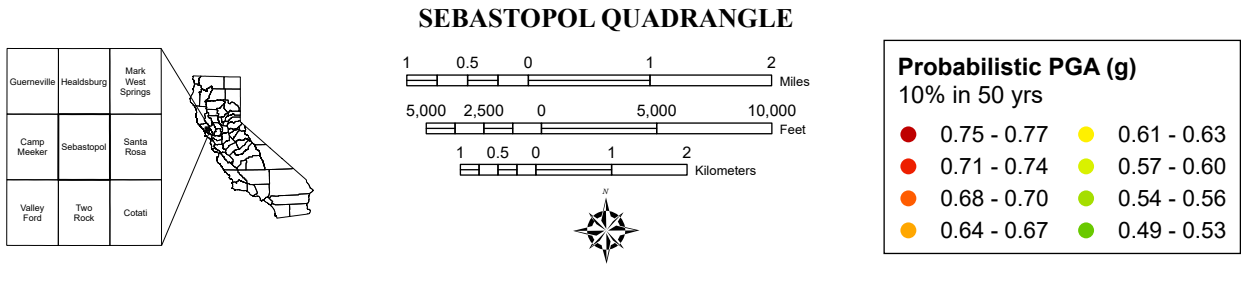 SEBASTOPOL QUADRANGLE
Guerneville
Healdsburg
Mark
West
Springs
Camp
Meeker
Sebastopol
Santa
Rosa
Valley
Ford
Two
Rock
Cotati
1 0.5 0 1 2
Miles
5,000 2,500 0 5,000 10,000
Feet
1 0.5 0 1 2
Kilometers
N
Probabilistic PGA (g)
10% in 50 yrs
0.75 - 0.77 0.61 - 0.63
0.71 - 0.74 0.57 - 0.60
0.68 - 0.70 0.54 - 0.56
0.64 - 0.67 0.49 - 0.53